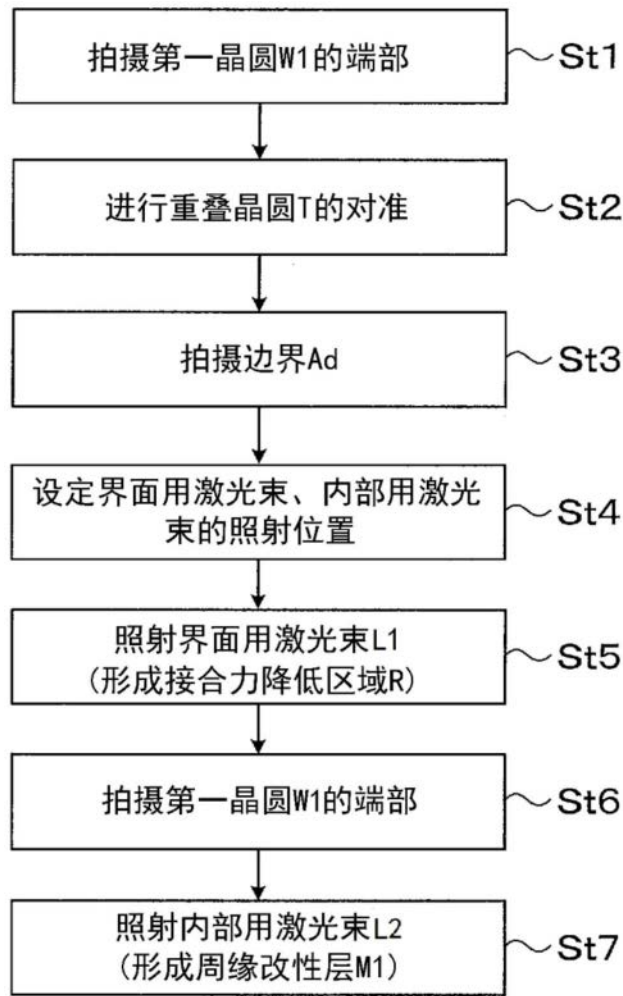 拍摄第一晶圆W1的端部 St1
进行重叠晶圆T的对准 St2
拍摄边界Ad St3
设定界面用激光束、内部用激光
束的照射位置 St4
照射界面用激光束L1
(形成接合力降低区域R) St5
拍摄第一晶圆W1的端部 St6
照射内部用激光束L2
(形成周缘改性层M1) St7